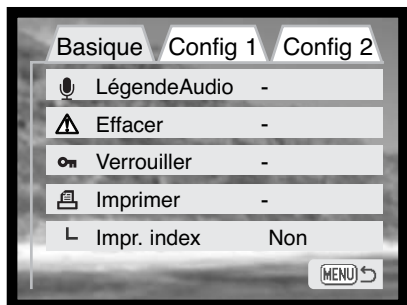 Basique Config 1 Config 2
LégendeAudio -
Effacer -
Verrouiller -
Imprimer -
Impr. index Non
MENU